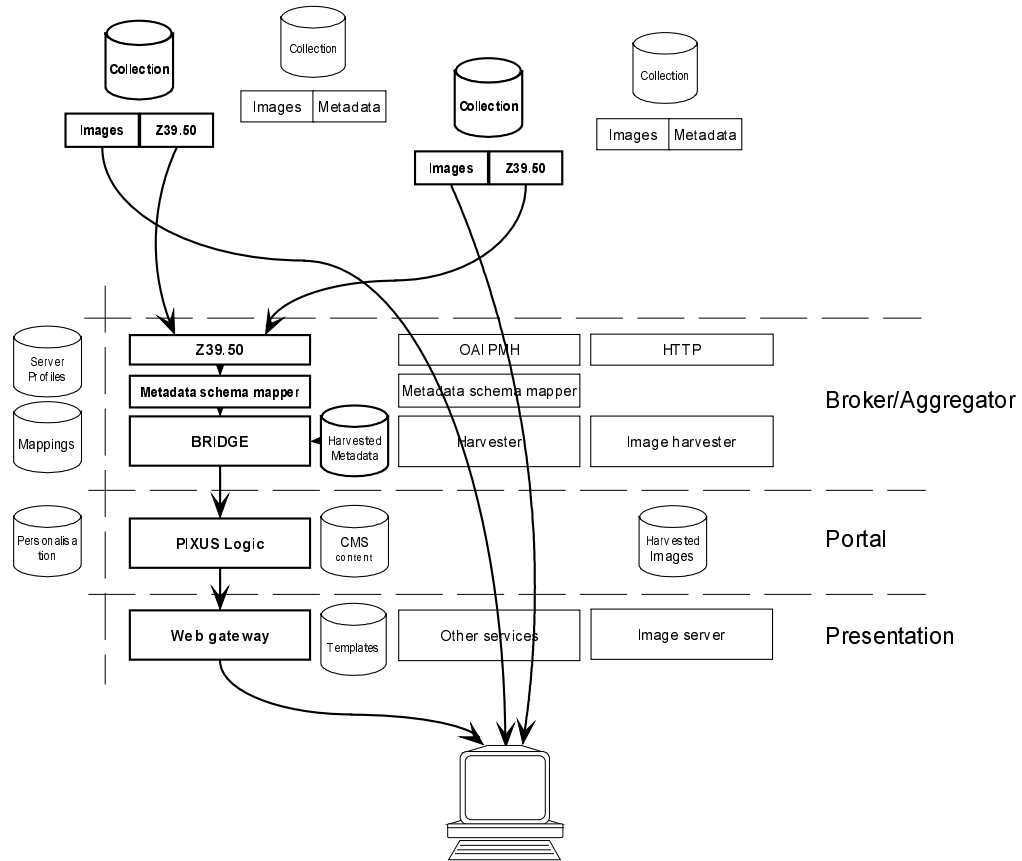 Collection
Images
Z39.50
Collection
Images
Metadata
Collection
Images
Z39.50
Collection
Images
Metadata
Server
Profiles
Z39.50
OAI PMH
HTTP
Metadata schema mapper
Metadata schema mapper
Broker/Aggregator
Mappings
BRIDGE
Harvested
Metadata
Harvester
Image harvester
Personalisa
tion
PIXUS Logic
CMS
content
Harvested
Images
Portal
Web gateway
Templates
Other services
Image server
Presentation